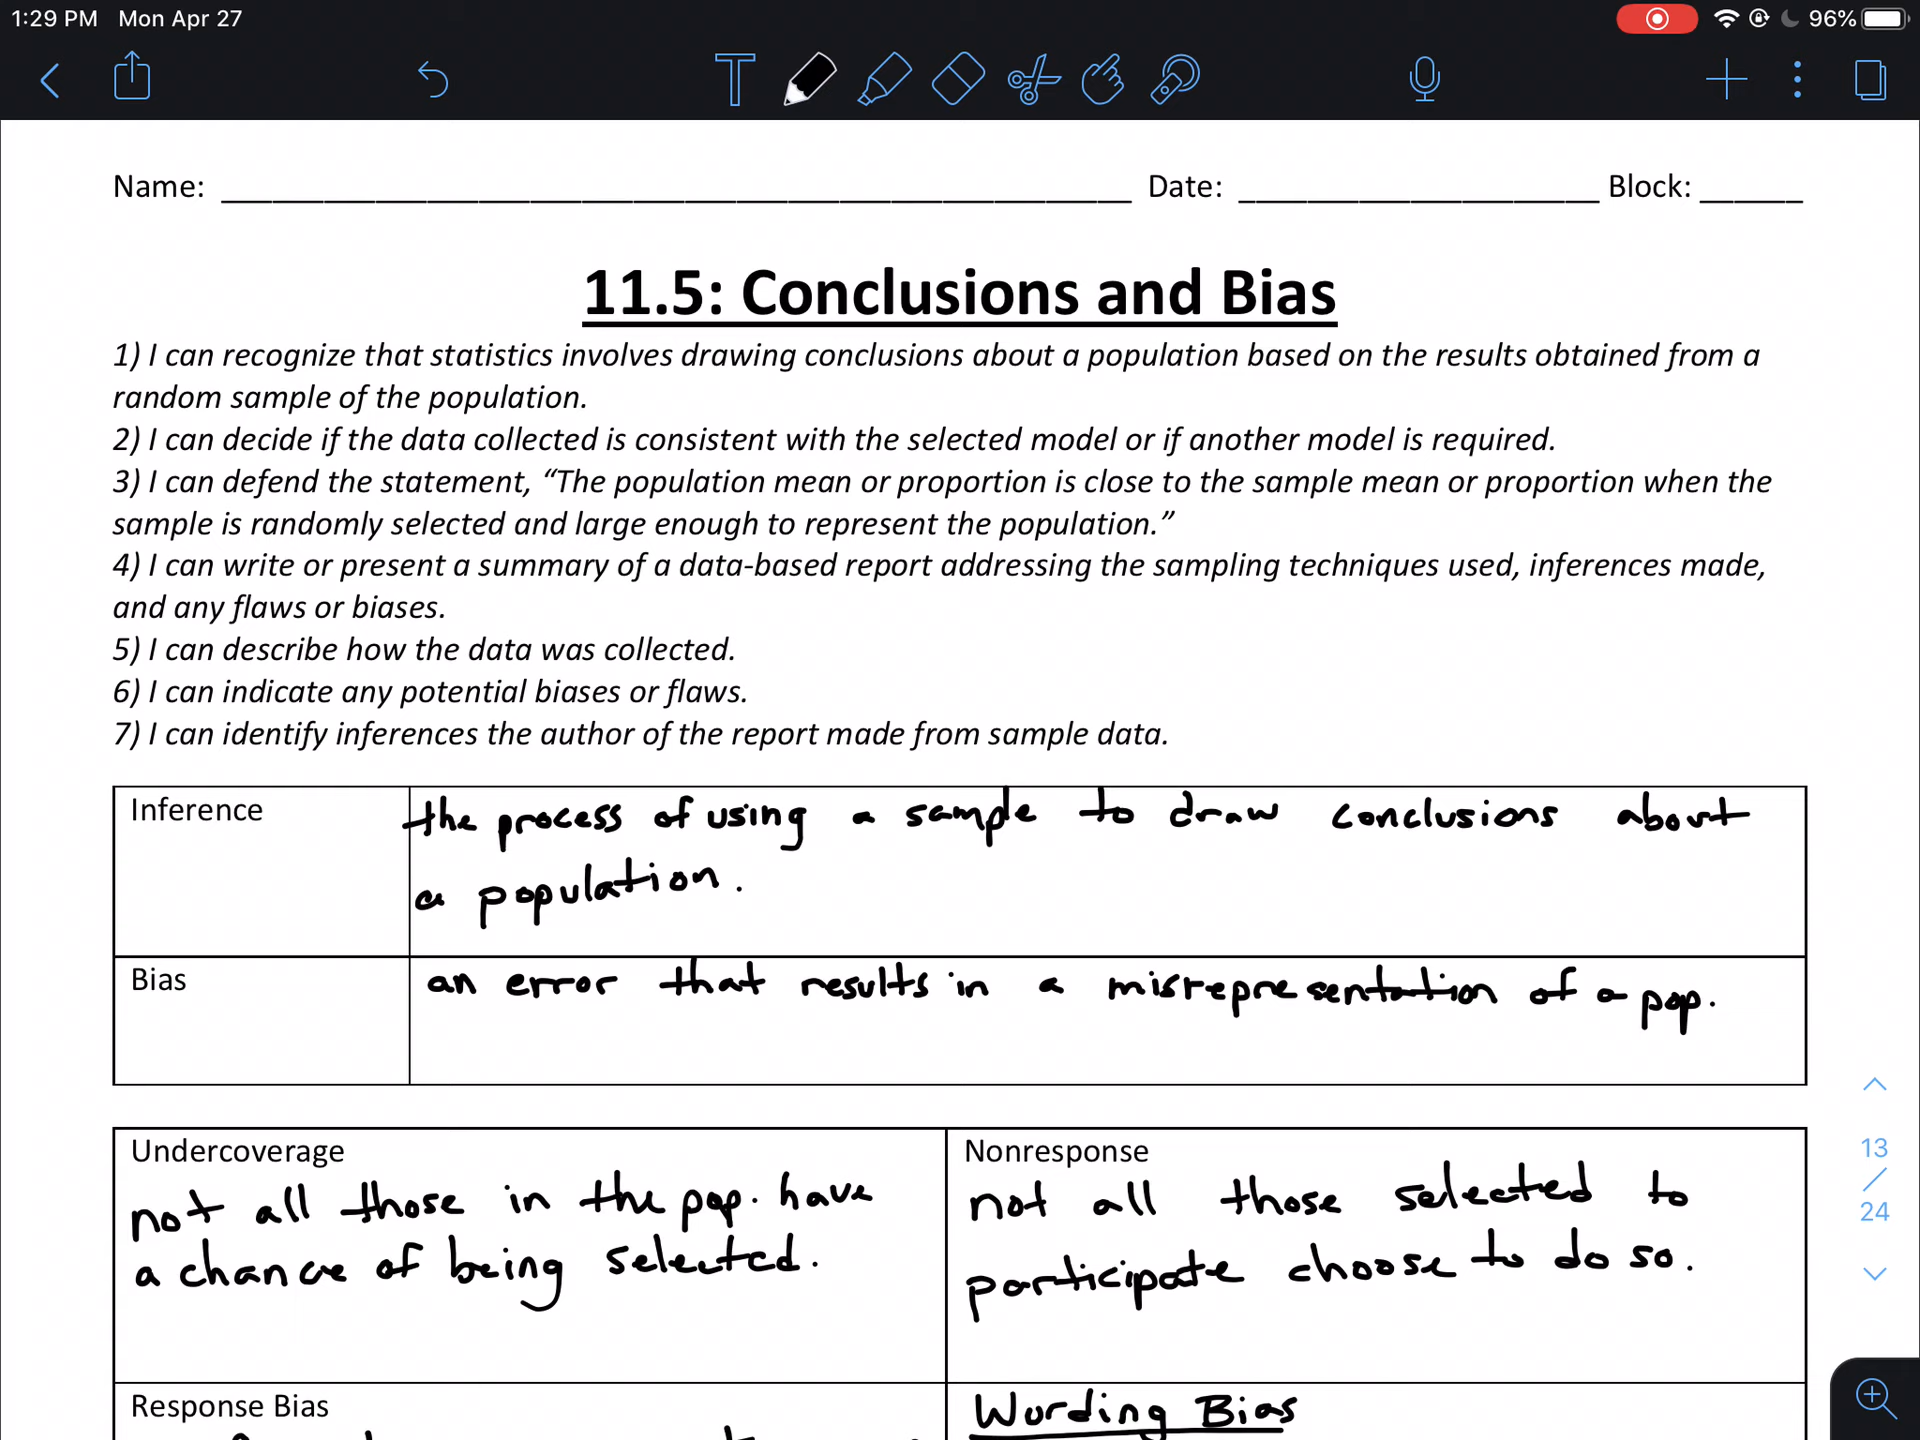 1:29 PM Mon Apr 27
96%
Name: Date: Block:
11.5: Conclusions and Bias
1) I can recognize that statistics involves drawing conclusions about a population based on the results obtained from a
random sample of the population.
2) I can decide if the data collected is consistent with the selected model or if another model is required.
3) I can defend the statement, “The population mean or proportion is close to the sample mean or proportion when the
sample is randomly selected and large enough to represent the population.”
4) I can write or present a summary of a data-based report addressing the sampling techniques used, inferences made,
and any flaws or biases.
5) I can describe how the data was collected.
6) I can indicate any potential biases or flaws.
7) I can identify inferences the author of the report made from sample data.
Inference
the process of using a sample to draw conclusions about
a population.
Bias
an error that results in a misrepresentation of a pop.
Undercoverage
not all those in the pop. have
a chance of being selected.
Nonresponse
not all those selected to
participate choose to do so.
Response Bias
Wording Bias
13
/
24